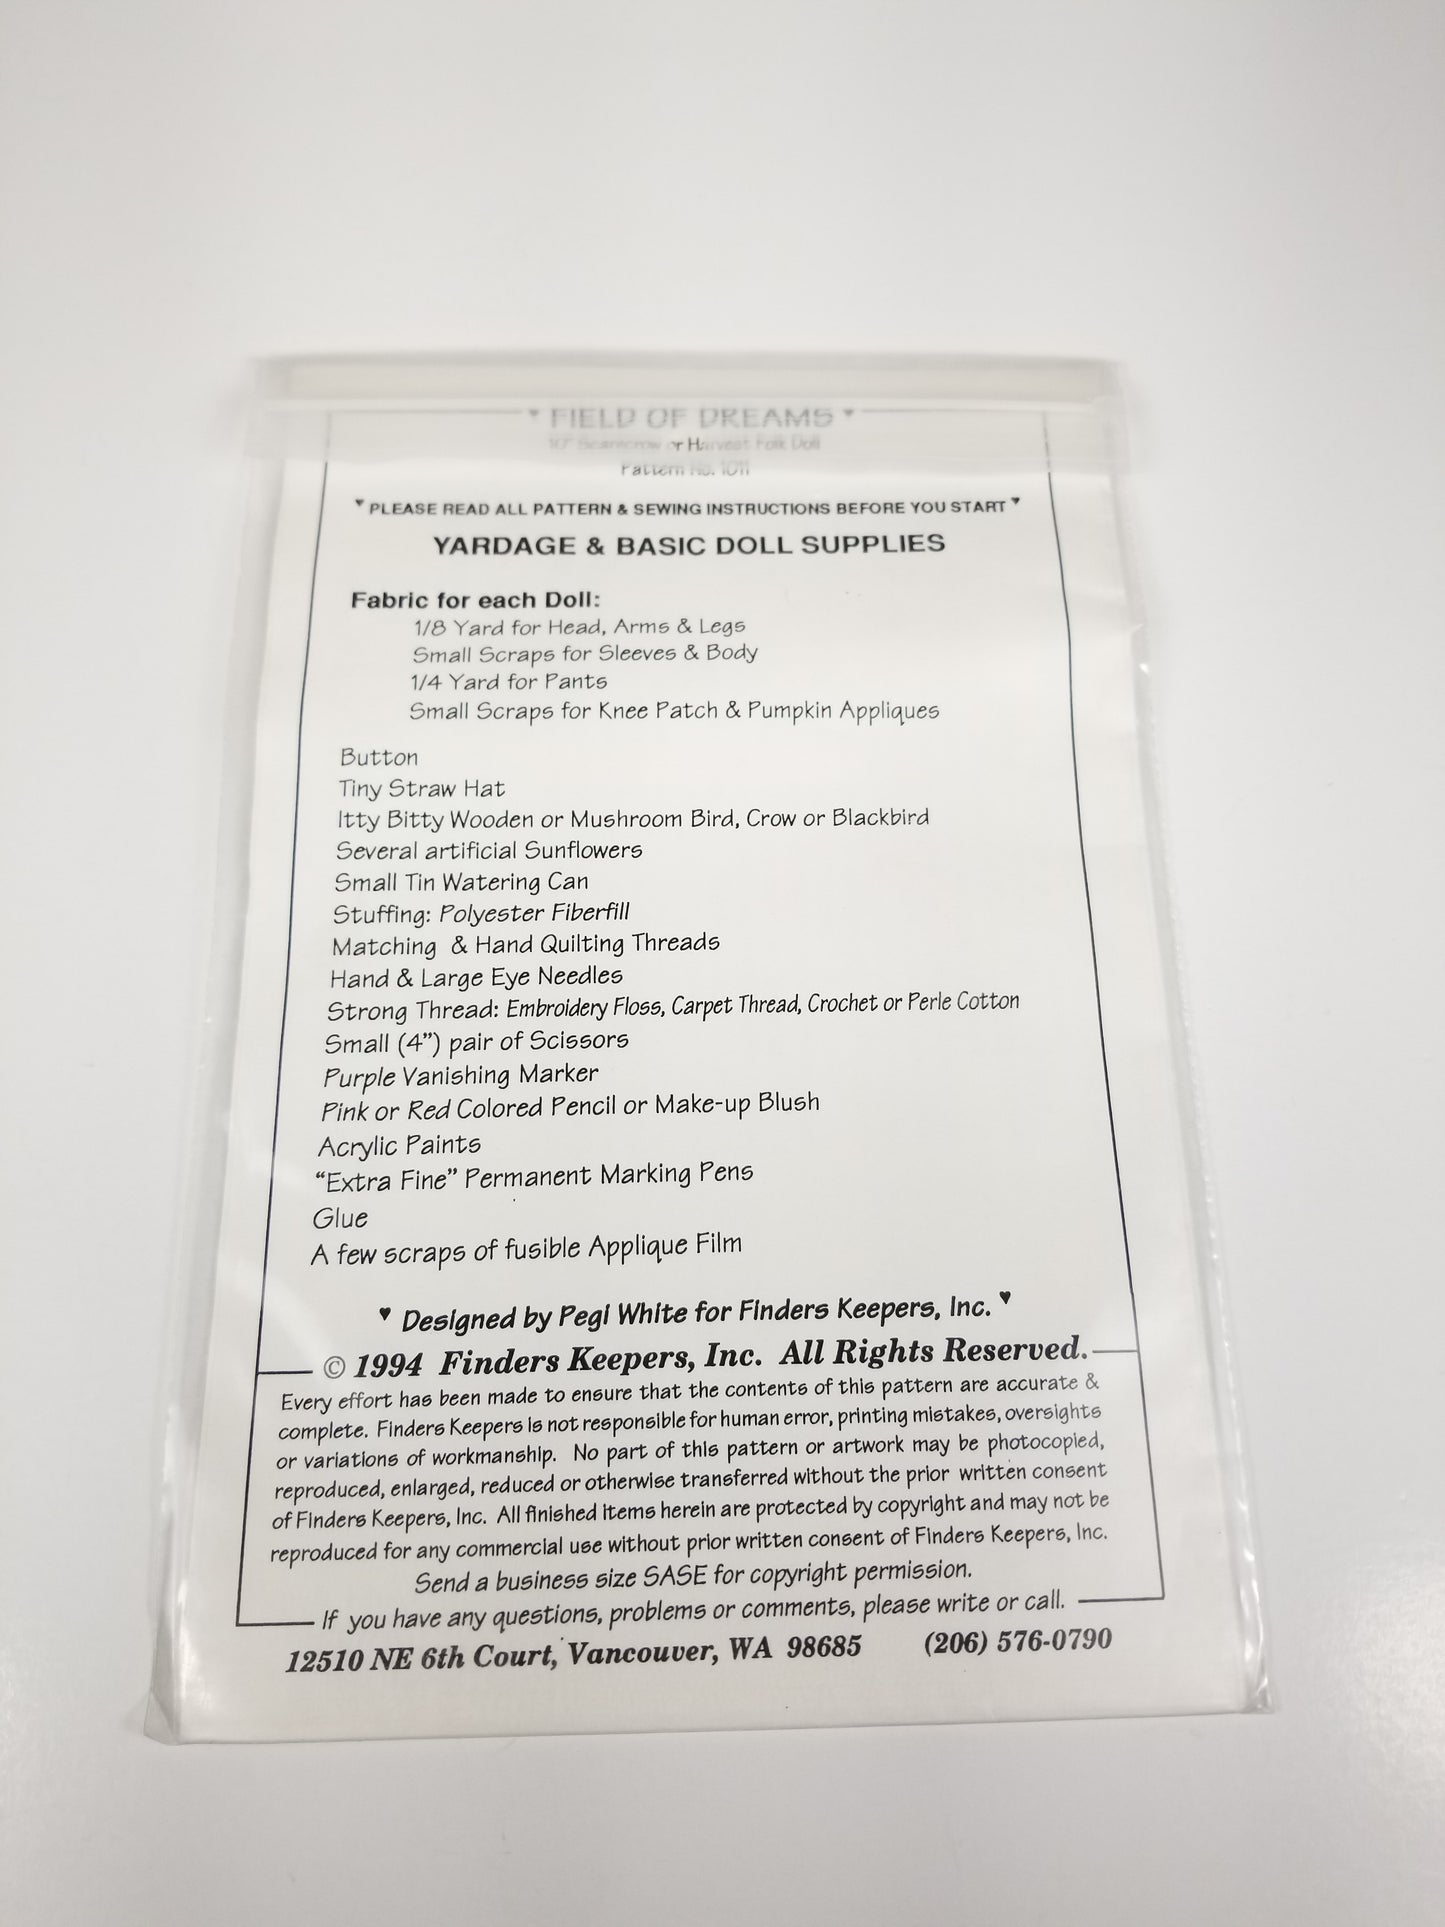 ♥ FIELD OF DREAMS ♥
10" Scarecrow or Harvest Folk Doll
Pattern No. 1011
♥ PLEASE READ ALL PATTERN & SEWING INSTRUCTIONS BEFORE YOU START ♥
YARDAGE & BASIC DOLL SUPPLIES
Fabric for each Doll:
1/8 Yard for Head, Arms & Legs
Small Scraps for Sleeves & Body
1/4 Yard for Pants
Small Scraps for Knee Patch & Pumpkin Appliques
Button
Tiny Straw Hat
Itty Bitty Wooden or Mushroom Bird, Crow or Blackbird
Several artificial Sunflowers
Small Tin Watering Can
Stuffing: Polyester Fiberfill
Matching & Hand Quilting Threads
Hand & Large Eye Needles
Strong Thread: Embroidery Floss, Carpet Thread, Crochet or Perle Cotton
Small (4”) pair of Scissors
Purple Vanishing Marker
Pink or Red Colored Pencil or Make-up Blush
Acrylic Paints
“Extra Fine” Permanent Marking Pens
Glue
A few scraps of fusible Applique Film
♥ Designed by Pegi White for Finders Keepers, Inc. ♥
© 1994 Finders Keepers, Inc. All Rights Reserved.
Every effort has been made to ensure that the contents of this pattern are accurate &
complete. Finders Keepers is not responsible for human error, printing mistakes, oversights
or variations of workmanship. No part of this pattern or artwork may be photocopied,
reproduced, enlarged, reduced or otherwise transferred without the prior written consent
of Finders Keepers, Inc. All finished items herein are protected by copyright and may not be
reproduced for any commercial use without prior written consent of Finders Keepers, Inc.
Send a business size SASE for copyright permission.
If you have any questions, problems or comments, please write or call.
12510 NE 6th Court, Vancouver, WA 98685 (206) 576-0790